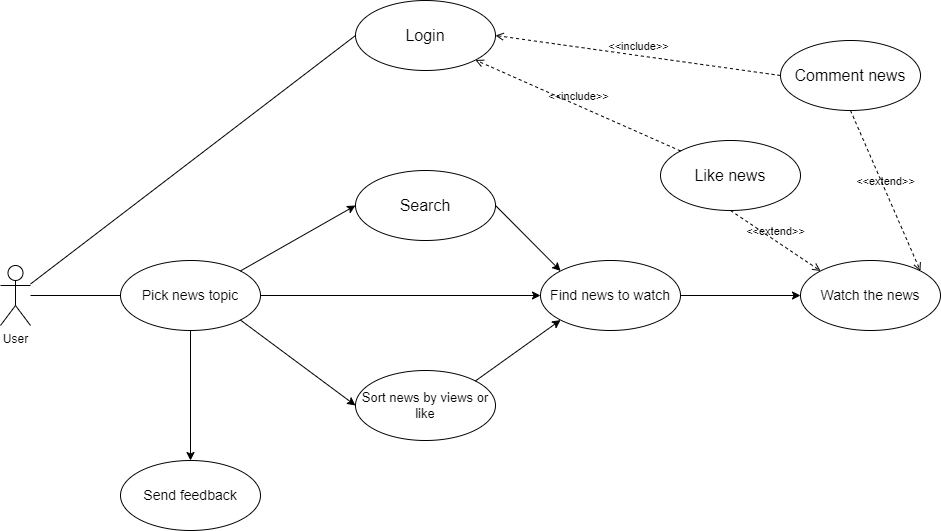 Login
<<include>>
Comment news
<<include>>
Like news
<<extend>>
Search
<<extend>>
User
Pick news topic
Find news to watch
Watch the news
Sort news by views or
like
Send feedback